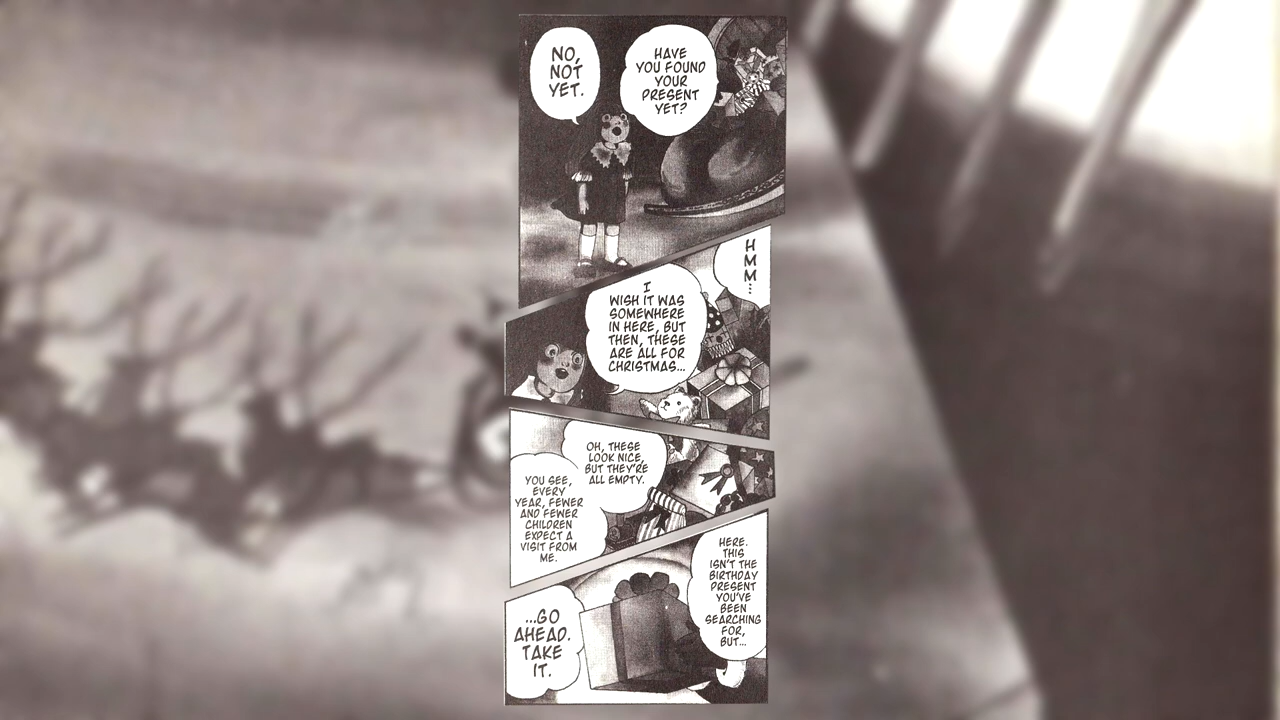 HAVE
YOU FOUND
YOUR
PRESENT
YET?
NO,
NOT
YET.
HMM...
I
WISH IT WAS
SOMEWHERE
IN HERE, BUT
THEN, THESE
ARE ALL FOR
CHRISTMAS...
OH, THESE
LOOK NICE,
BUT THEY'RE
ALL EMPTY.
YOU SEE,
EVERY
YEAR, FEWER
AND FEWER
CHILDREN
EXPECT A
VISIT FROM
ME.
HERE.
THIS
ISN'T THE
BIRTHDAY
PRESENT
YOU'VE
BEEN
SEARCHING
FOR,
BUT...
...GO
AHEAD.
TAKE
IT.